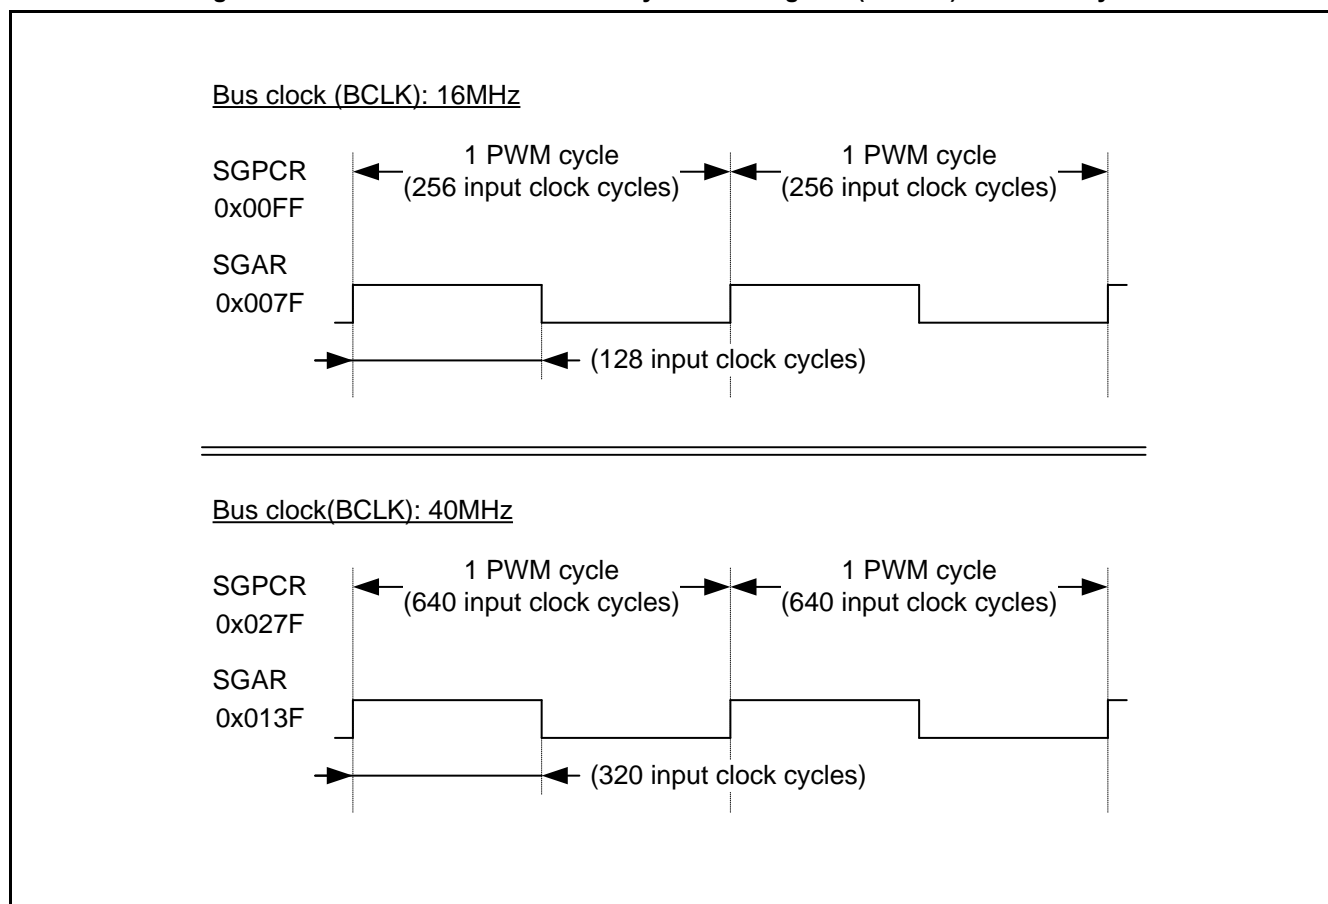 Bus clock (BCLK): 16MHz
SGPCR
0x00FF
1 PWM cycle
(256 input clock cycles)
1 PWM cycle
(256 input clock cycles)
SGAR
0x007F
(128 input clock cycles)
Bus clock(BCLK): 40MHz
SGPCR
0x027F
1 PWM cycle
(640 input clock cycles)
1 PWM cycle
(640 input clock cycles)
SGAR
0x013F
(320 input clock cycles)